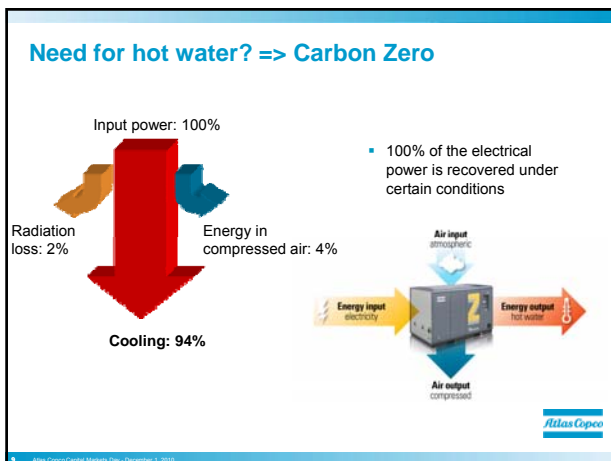 Need for hot water? => Carbon Zero
Input power: 100%
Radiation
loss: 2%
Energy in
compressed air: 4%
Cooling: 94%
▪ 100% of the electrical
power is recovered under
certain conditions
Air input
atmospheric
Energy input
electricity
Z
Energy output
hot water
Air output
compressed
Atlas Copco
Atlas Copco Capital Markets Day - December 1, 2010